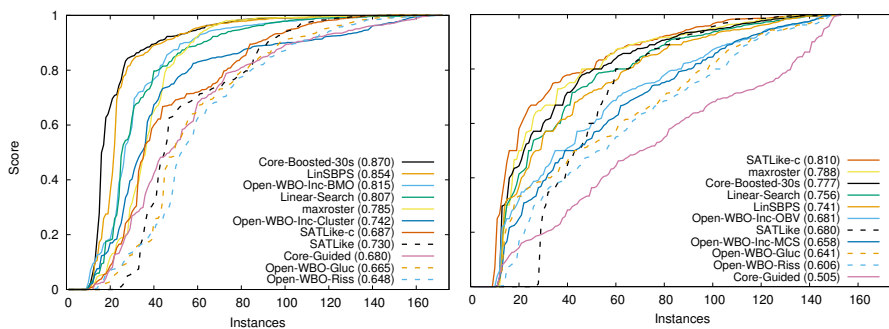 1
0.8
0.6
0.4
0.2
0
Score
0 20 40 60 80 100 120 140 160
Instances
Core-Boosted-30s (0.870)
LinSBPS (0.854)
Open-WBO-Inc-BMO (0.815)
Linear-Search (0.807)
maxroster (0.785)
Open-WBO-Inc-Cluster (0.742)
SATLike-c (0.687)
SATLike (0.730)
Core-Guided (0.680)
Open-WBO-Gluc (0.665)
Open-WBO-Riss (0.648)
0 20 40 60 80 100 120 140 160
Instances
SATLike-c (0.810)
maxroster (0.788)
Core-Boosted-30s (0.777)
Linear-Search (0.756)
LinSBPS (0.741)
Open-WBO-Inc-OBV (0.681)
SATLike (0.680)
Open-WBO-Inc-MCS (0.658)
Open-WBO-Gluc (0.641)
Open-WBO-Riss (0.606)
Core-Guided (0.505)